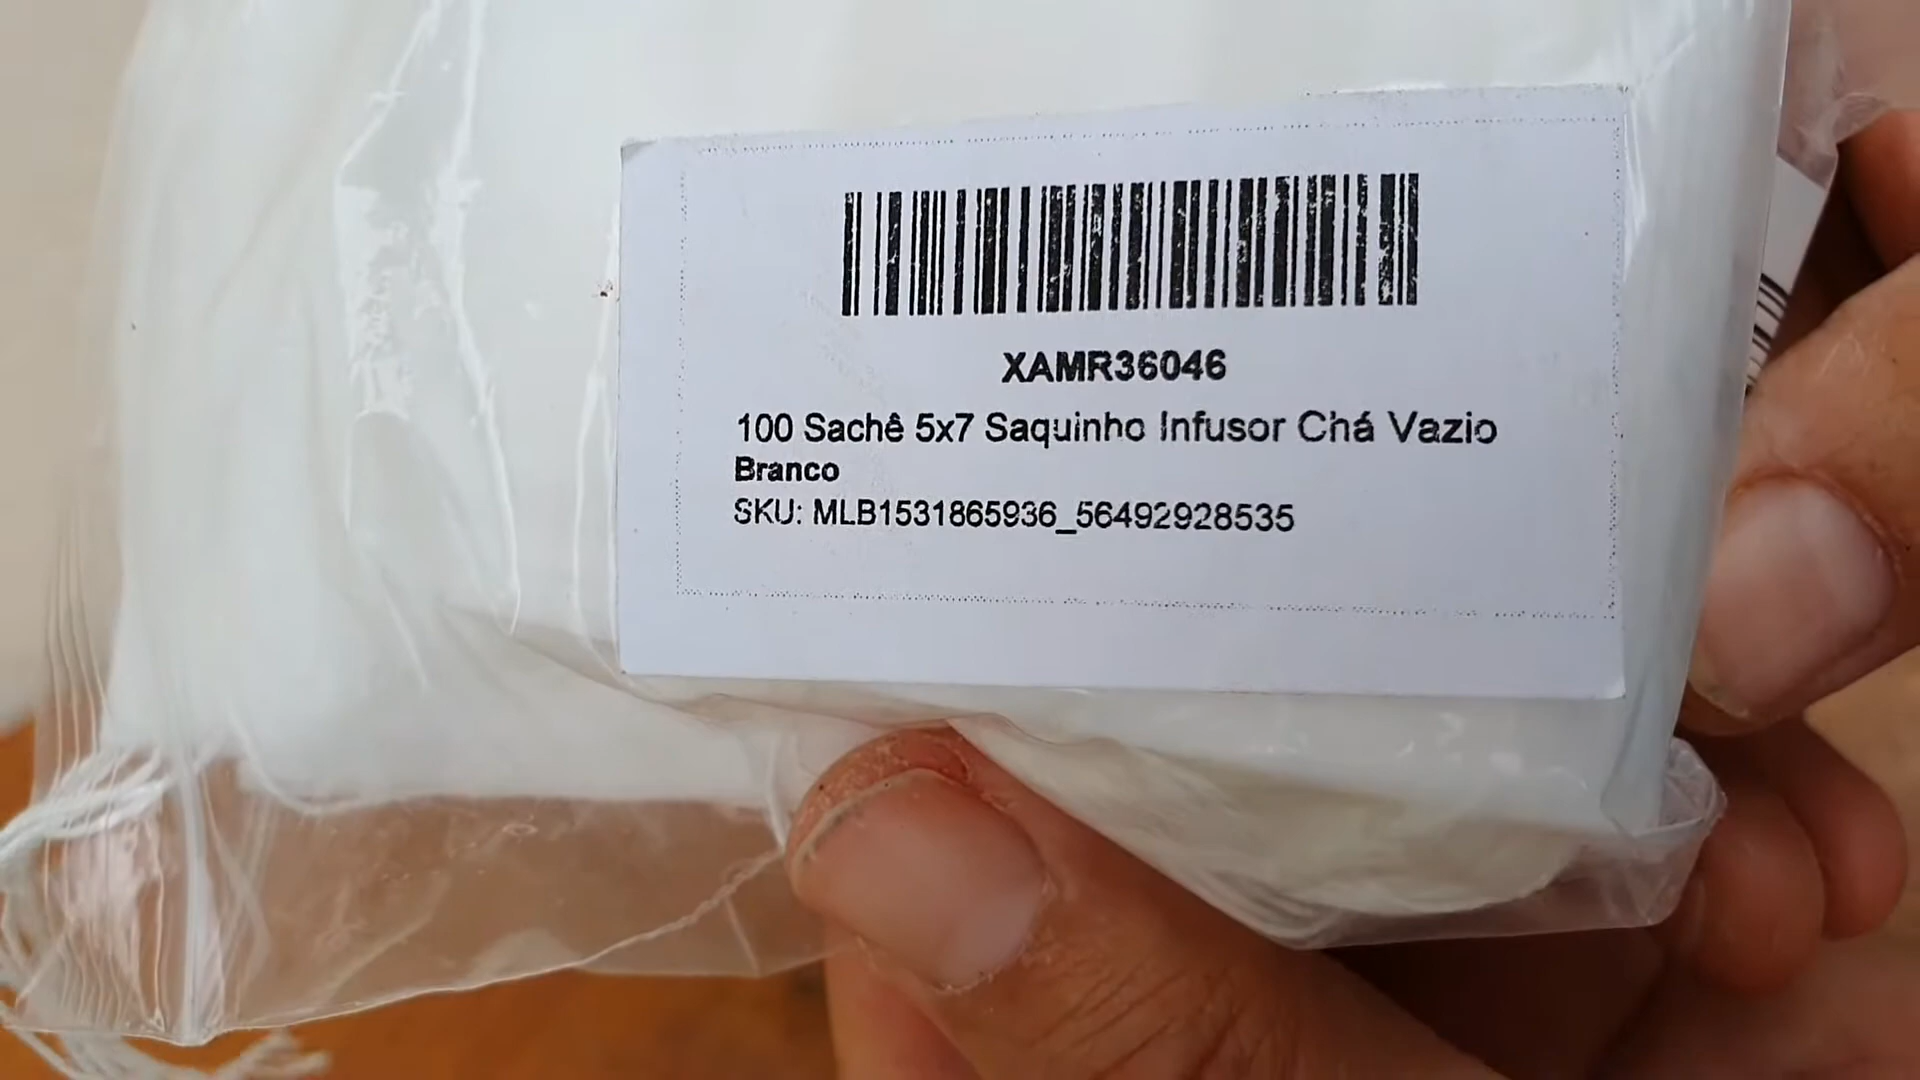 XAMR36046
100 Sachê 5x7 Saquinho Infusor Chá Vazio
Branco
SKU: MLB1531865936_56492928535